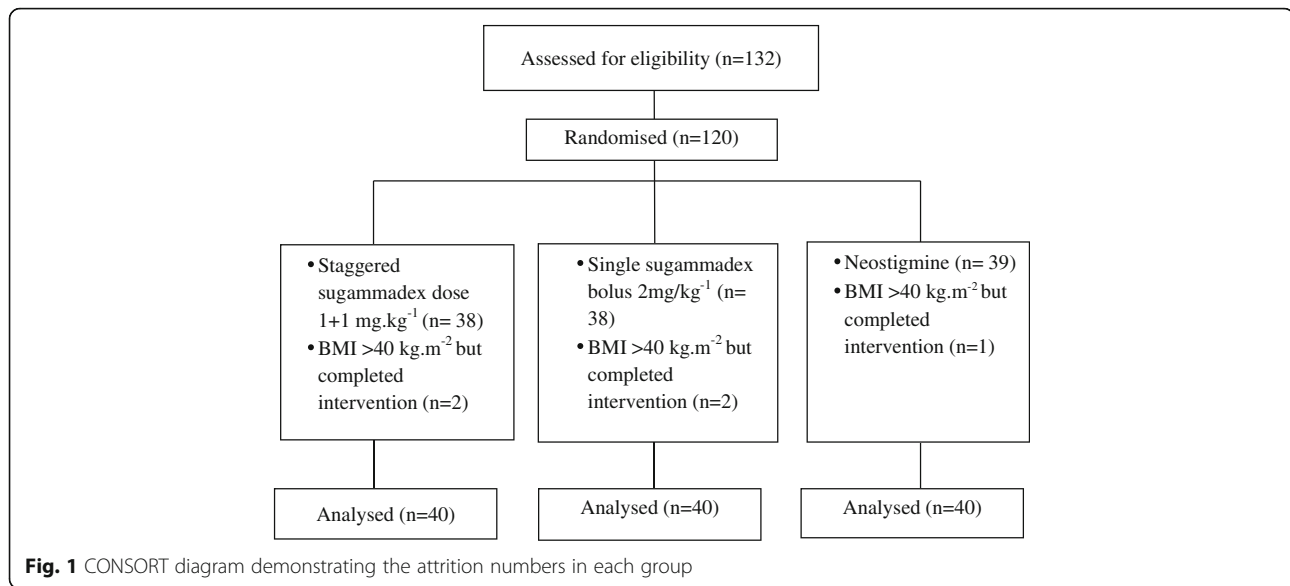 Assessed for eligibility (n=132)
Randomised (n=120)
• Staggered
sugammadex dose
1+1 mg.kg⁻¹ (n= 38)
• BMI >40 kg.m⁻² but
completed
intervention (n=2)
• Single sugammadex
bolus 2mg/kg⁻¹ (n=
38)
• BMI >40 kg.m⁻² but
completed
intervention (n=2)
• Neostigmine (n= 39)
• BMI >40 kg.m⁻² but
completed
intervention (n=1)
Analysed (n=40)
Analysed (n=40)
Analysed (n=40)
Fig. 1 CONSORT diagram demonstrating the attrition numbers in each group